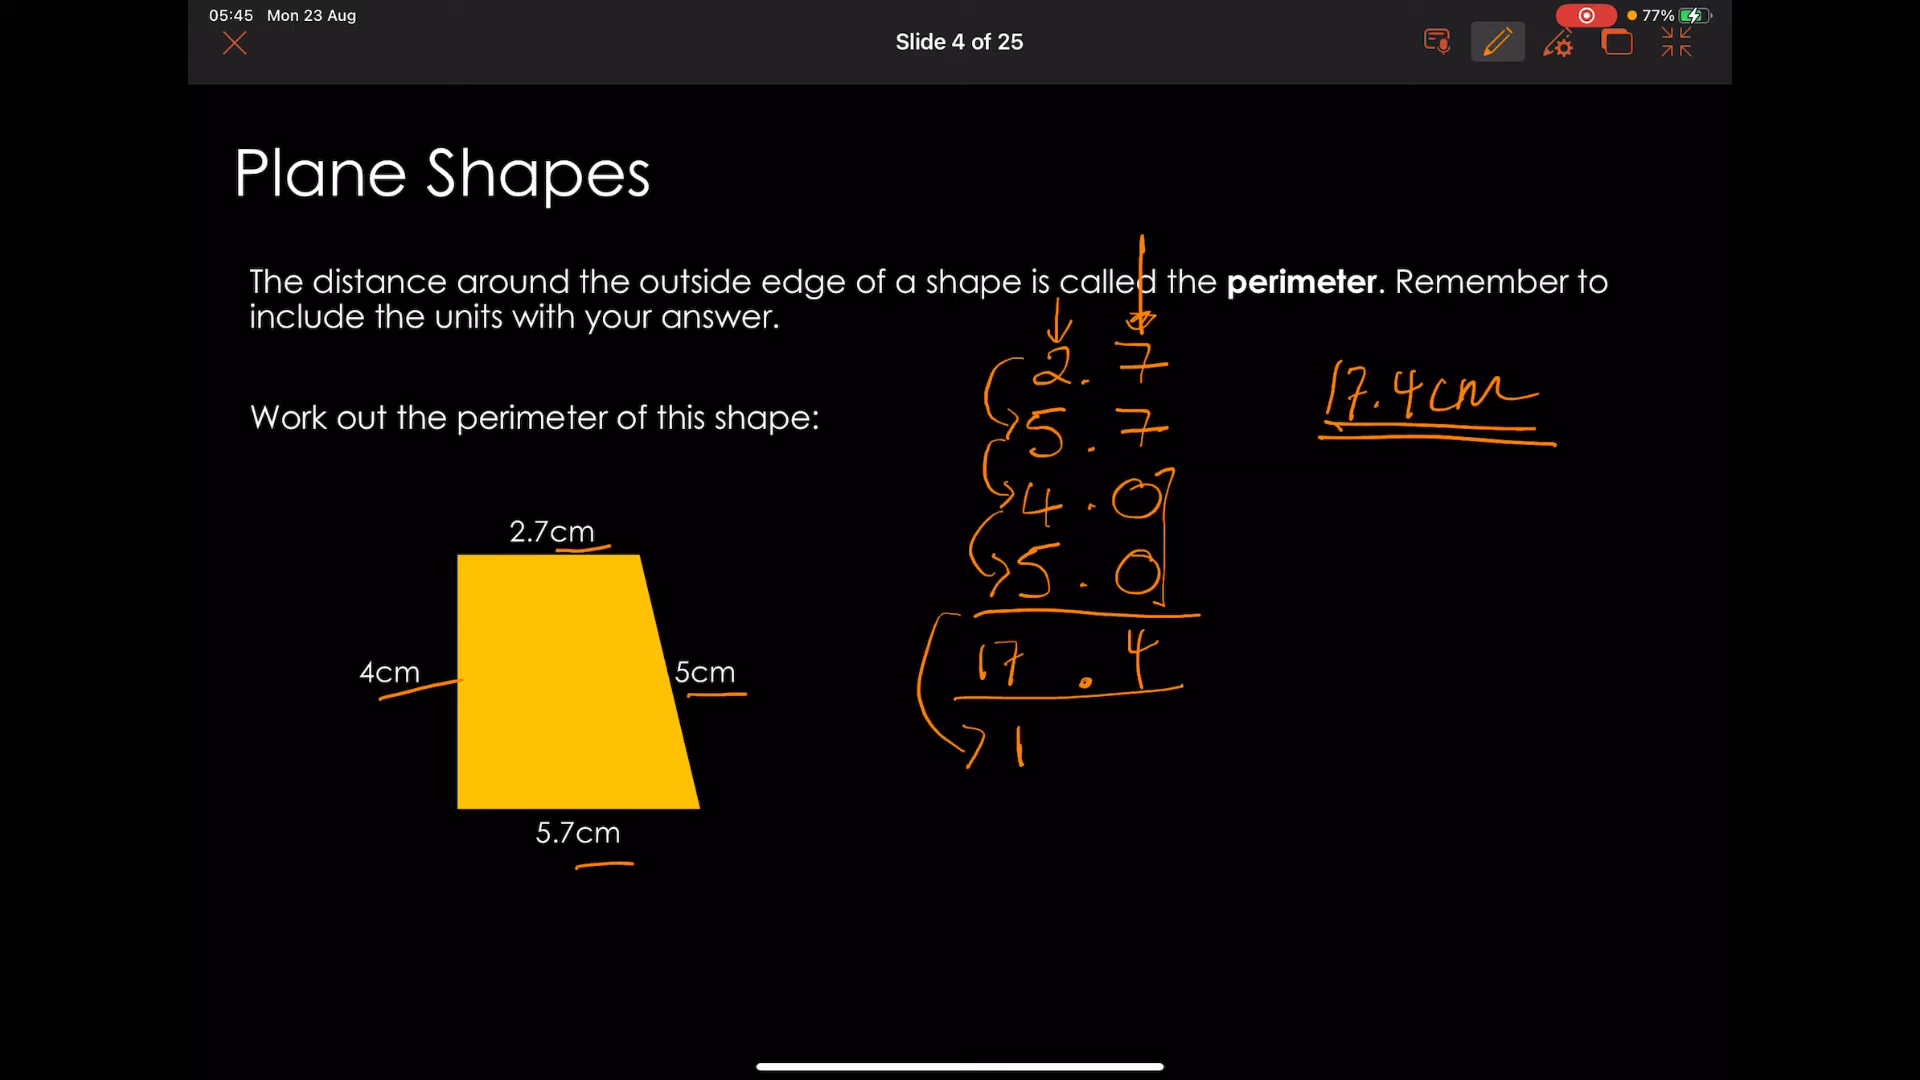 05:45 Mon 23 Aug
77%
Slide 4 of 25
Plane Shapes
The distance around the outside edge of a shape is called the perimeter. Remember to
include the units with your answer.
Work out the perimeter of this shape:
2.7cm
4cm
5cm
5.7cm
2.7
5.7
4.0
5.0
17.4
1
17.4cm